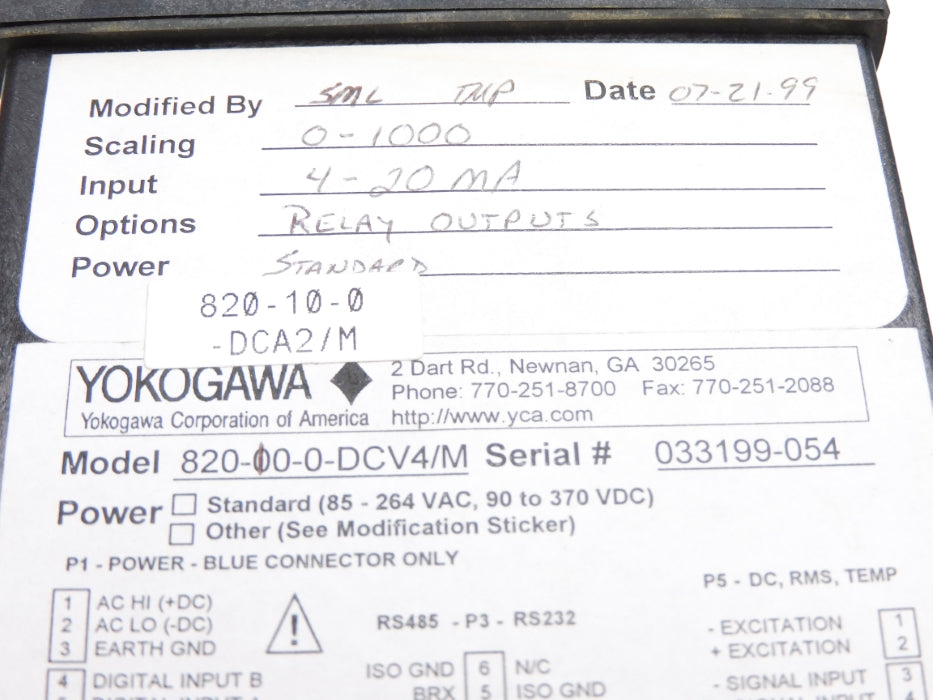 Modified By SML TMP Date 07-21-99
Scaling 0-1000
Input 4-20 MA
Options RELAY OUTPUTS
Power STANDARD
820-10-0
-DCA2/M
YOKOGAWA
Yokogawa Corporation of America
2 Dart Rd., Newnan, GA 30265
Phone: 770-251-8700 Fax: 770-251-2088
http://www.yca.com
Model 820-00-0-DCV4/M Serial # 033199-054
Power
Standard (85 - 264 VAC, 90 to 370 VDC)
Other (See Modification Sticker)
P1 - POWER - BLUE CONNECTOR ONLY
1 AC HI (+DC)
2 AC LO (-DC)
3 EARTH GND
4 DIGITAL INPUT B
!
RS485 - P3 - RS232
ISO GND 6 N/C
BRX 5 ISO GND
P5 - DC, RMS, TEMP
- EXCITATION 1
+ EXCITATION 2
- SIGNAL INPUT 3